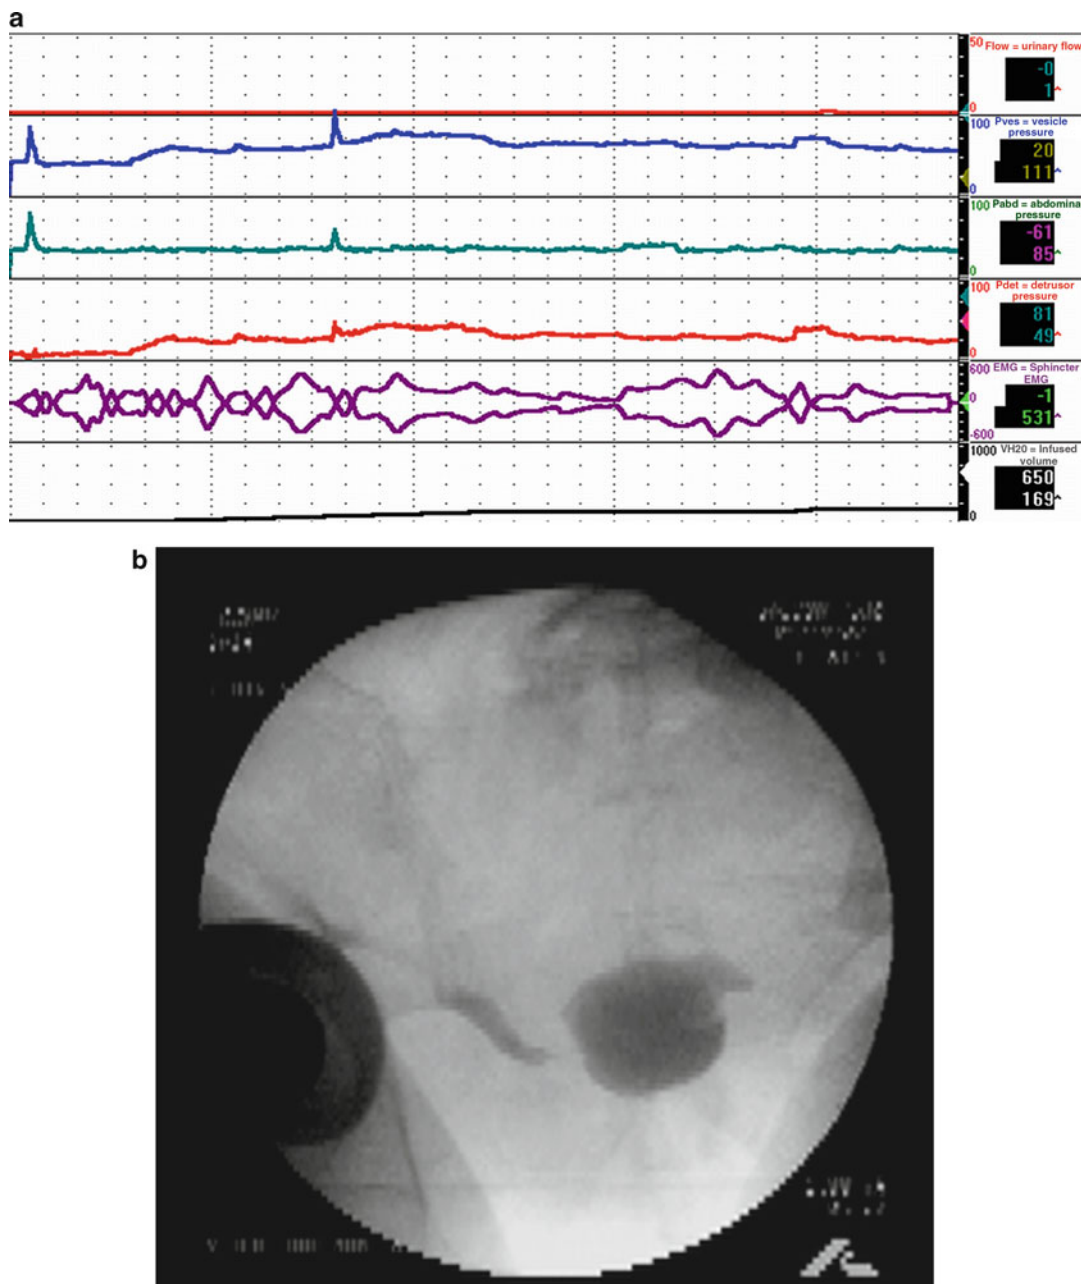 a
50
Flow = urinary flow
-0
1
0
100
Pves = vesicle
pressure
20
111
0
100
Pabd = abdomina
pressure
-61
85
0
100
Pdet = detrusor
pressure
81
49
0
600
EMG = Sphincter
EMG
0
-1
531
-600
1000
VH20 = Infused
volume
650
169
0
b